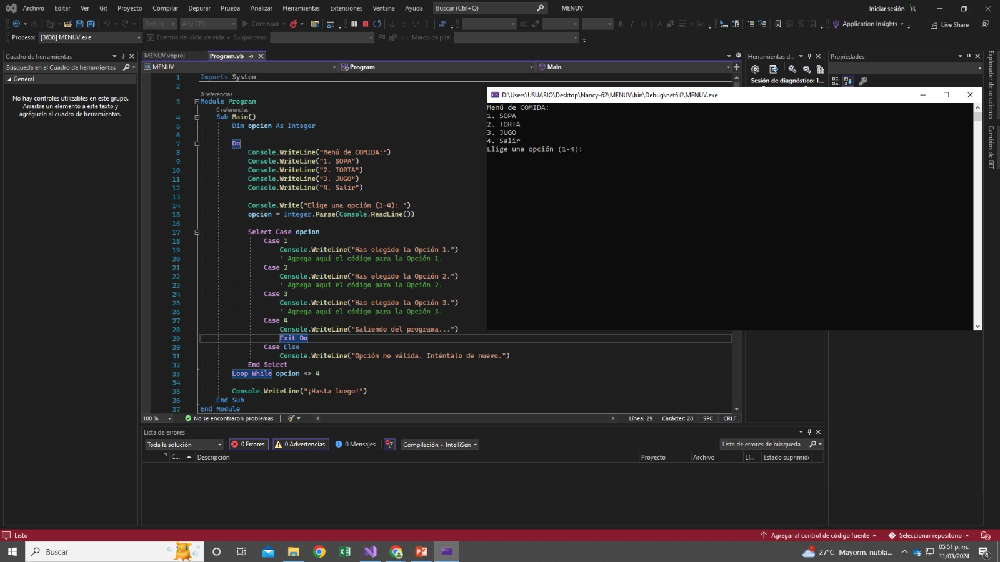 Archivo Editar Ver Git Proyecto Compilar Depurar Prueba Analizar Herramientas Extensiones Ventana Ayuda Buscar (Ctrl+Q) MENUV Iniciar sesión
Debug Any CPU Continuar Application Insights Live Share
Proceso: [3636] MENUV.exe Eventos del ciclo de vida Subproceso: Marco de pila:
Cuadro de herramientas
Búsqueda en el Cuadro de herramientas
General
No hay controles utilizables en este grupo.
Arrastre un elemento a este texto y
agréguelo al cuadro de herramientas.
MENUV.vbproj Program.vb
MENUV Program Main
1 Imports System
2
0 referencias
3 Module Program
0 referencias
4 Sub Main()
5 Dim opcion As Integer
6
7 Do
8 Console.WriteLine("Menú de COMIDA:")
9 Console.WriteLine("1. SOPA")
10 Console.WriteLine("2. TORTA")
11 Console.WriteLine("3. JUGO")
12 Console.WriteLine("4. Salir")
13
14 Console.Write("Elige una opción (1-4): ")
15 opcion = Integer.Parse(Console.ReadLine())
16
17 Select Case opcion
18 Case 1
19 Console.WriteLine("Has elegido la Opción 1.")
20 ' Agrega aquí el código para la Opción 1.
21 Case 2
22 Console.WriteLine("Has elegido la Opción 2.")
23 ' Agrega aquí el código para la Opción 2.
24 Case 3
25 Console.WriteLine("Has elegido la Opción 3.")
26 ' Agrega aquí el código para la Opción 3.
27 Case 4
28 Console.WriteLine("Saliendo del programa...")
29 Exit Do
30 Case Else
31 Console.WriteLine("Opción no válida. Inténtalo de nuevo.")
32 End Select
33 Loop While opcion <> 4
34
35 Console.WriteLine("¡Hasta luego!")
36 End Sub
37 End Module
100 % No se encontraron problemas. Línea: 29 Carácter: 28 SPC CRLF
Herramientas d...
Sesión de diagnóstico: 1...
Propiedades
Explorador de soluciones
Cambios de GIT
D:\Users\USUARIO\Desktop\Nancy-62\MENUV\bin\Debug\net6.0\MENUV.exe
Menú de COMIDA:
1. SOPA
2. TORTA
3. JUGO
4. Salir
Elige una opción (1-4):
Lista de errores
Toda la solución 0 Errores 0 Advertencias 0 Mensajes Compilación + IntelliSen Lista de errores de búsqueda
C... Descripción Proyecto Archivo Lí... Estado suprimid
Listo Agregar al control de código fuente Seleccionar repositorio 2
Buscar 1 27°C Mayorm. nubla... 05:51 p. m.
11/03/2024 4